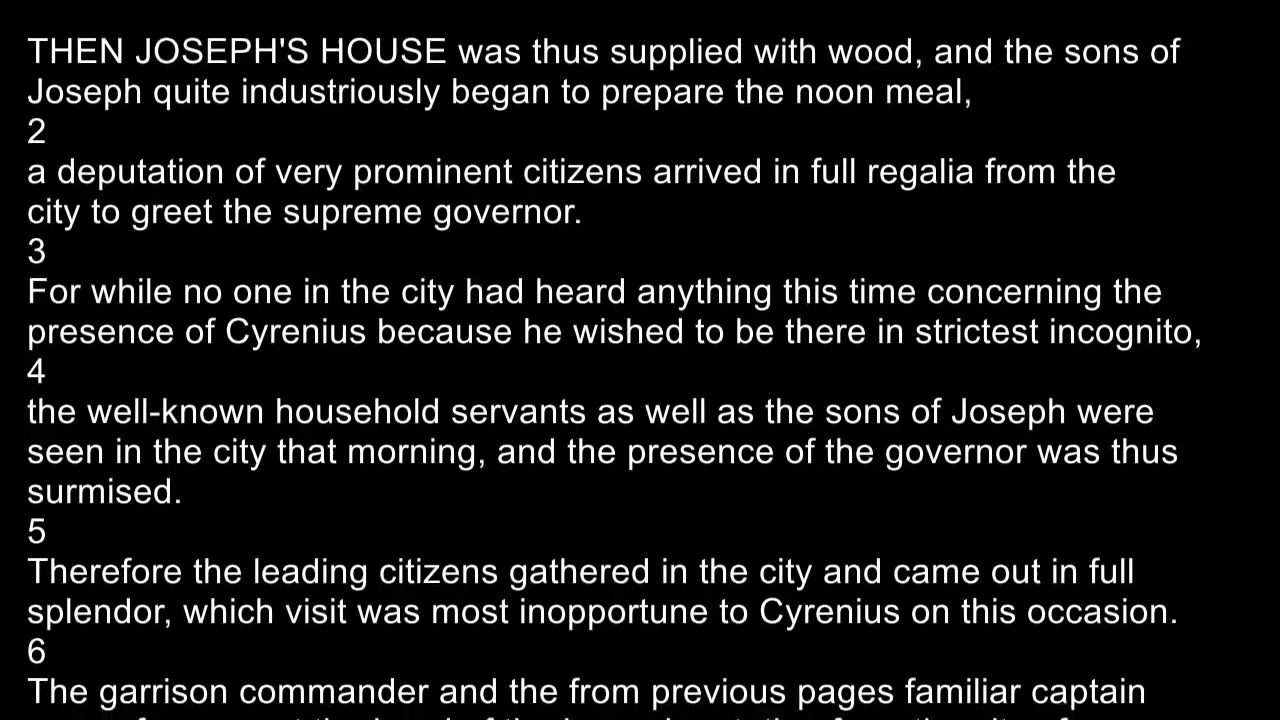 THEN JOSEPH'S HOUSE was thus supplied with wood, and the sons of
Joseph quite industriously began to prepare the noon meal,
2
a deputation of very prominent citizens arrived in full regalia from the
city to greet the supreme governor.
3
For while no one in the city had heard anything this time concerning the
presence of Cyrenius because he wished to be there in strictest incognito,
4
the well-known household servants as well as the sons of Joseph were
seen in the city that morning, and the presence of the governor was thus
surmised.
5
Therefore the leading citizens gathered in the city and came out in full
splendor, which visit was most inopportune to Cyrenius on this occasion.
6
The garrison commander and the from previous pages familiar captain